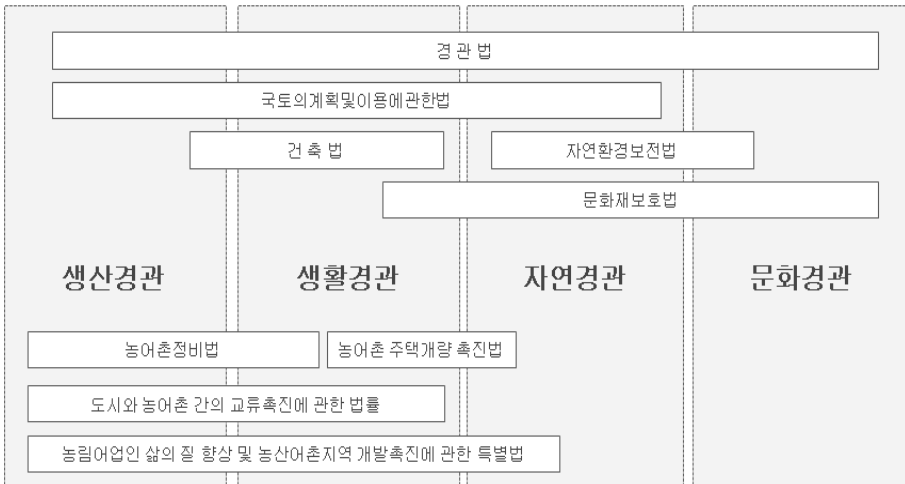 경 관 법
국토의계획및이용에관한법
건 축 법
자연환경보전법
문화재보호법
생산경관
생활경관
자연경관
문화경관
농어촌정비법
농어촌 주택개량 촉진법
도시와 농어촌 간의 교류촉진에 관한 법률
농림어업인 삶의 질 향상 및 농산어촌지역 개발촉진에 관한 특별법